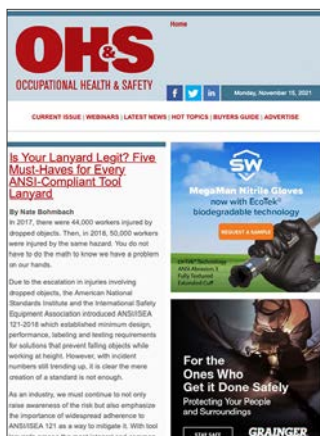 Home
OH&S
OCCUPATIONAL HEALTH & SAFETY
Monday, November 15, 2021
CURRENT ISSUE | WEBINARS | LATEST NEWS | HOT TOPICS | BUYERS GUIDE | ADVERTISE
Is Your Lanyard Legit? Five
Must-Haves for Every
ANSI-Compliant Tool
Lanyard
By Nate Bohmbach
In 2017, there were 44,000 workers injured by
dropped objects. Then, in 2018, 50,000 workers
were injured by the same hazard. You do not
have to do the math to know we have a problem
on our hands.
Due to the escalation in injuries involving
dropped objects, the American National
Standards Institute and the International Safety
Equipment Association introduced ANSI/ISEA
121-2018 which established minimum design,
performance, labeling and testing requirements
for solutions that prevent falling objects while
working at height. However, with incident
numbers still trending up, it is clear the mere
creation of a standard is not enough.
As an industry, we must continue to not only
raise awareness of the risk but also emphasize
the importance of widespread adherence to
ANSI/ISEA 121 as a way to mitigate it. With tool
SW
MegaMan Nitrile Gloves
now with EcoTek®
biodegradable technology
REQUEST A SAMPLE
Technology
ANSI Abrasion
Fully Textured
Extended Cuff
For the
Ones Who
Get it Done Safely
Protecting Your People
and Surroundings
STAY SAFE
GRAINGER